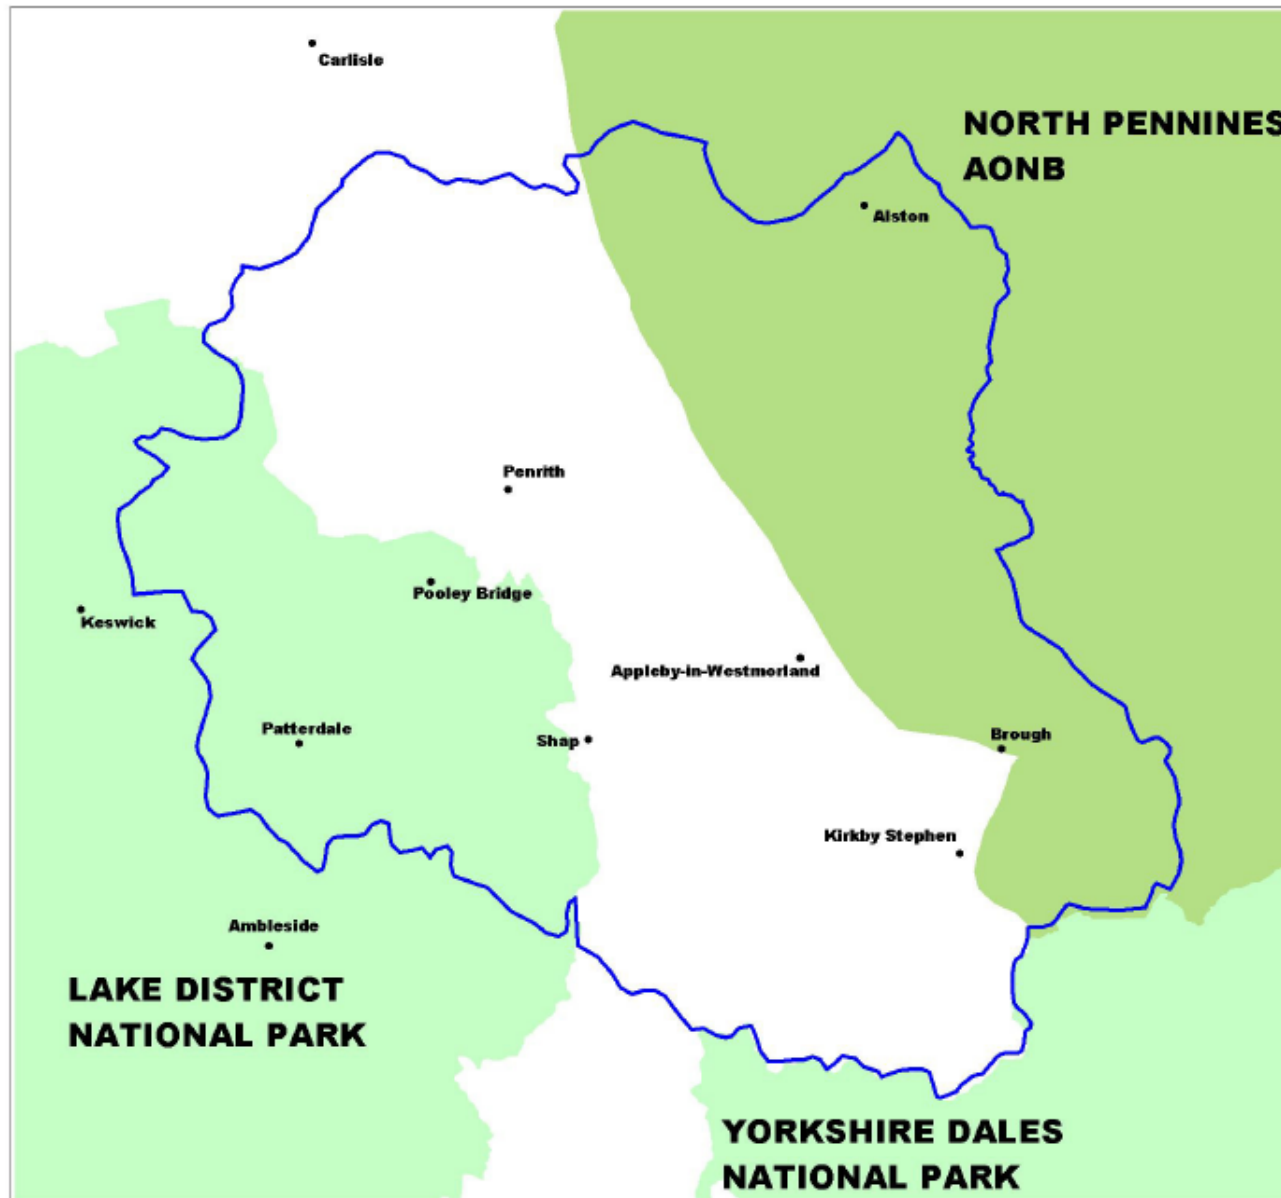 Carlisle
NORTH PENNINES
AONB
Alston
Penrith
Pooley Bridge
Keswick
Appleby-in-Westmorland
Patterdale
Shap
Brough
Kirkby Stephen
Ambleside
LAKE DISTRICT
NATIONAL PARK
YORKSHIRE DALES
NATIONAL PARK